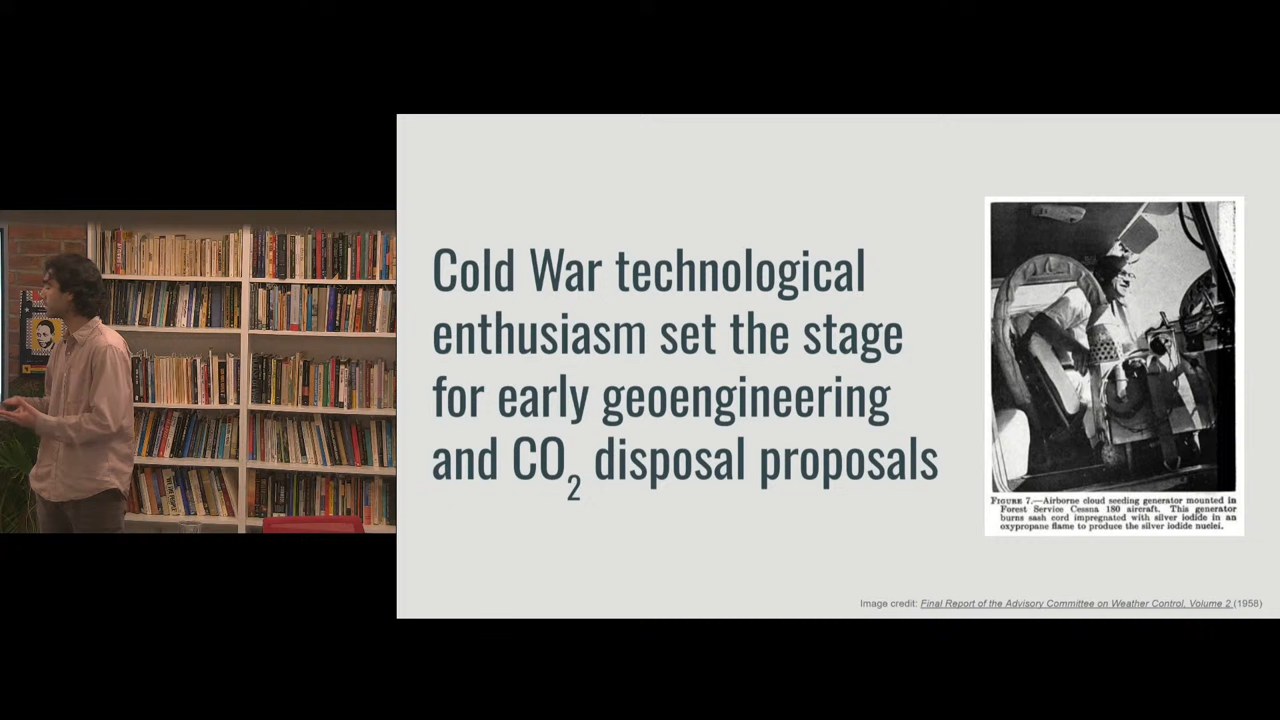 Cold War technological
enthusiasm set the stage
for early geoengineering
and CO₂ disposal proposals
FIGURE 7.—Airborne cloud seeding generator mounted in
Forest Service Cessna 180 aircraft. This generator
burns sash cord impregnated with silver iodide in an
oxypropane flame to produce the silver iodide nuclei.
Image credit: Final Report of the Advisory Committee on Weather Control, Volume 2 (1958)